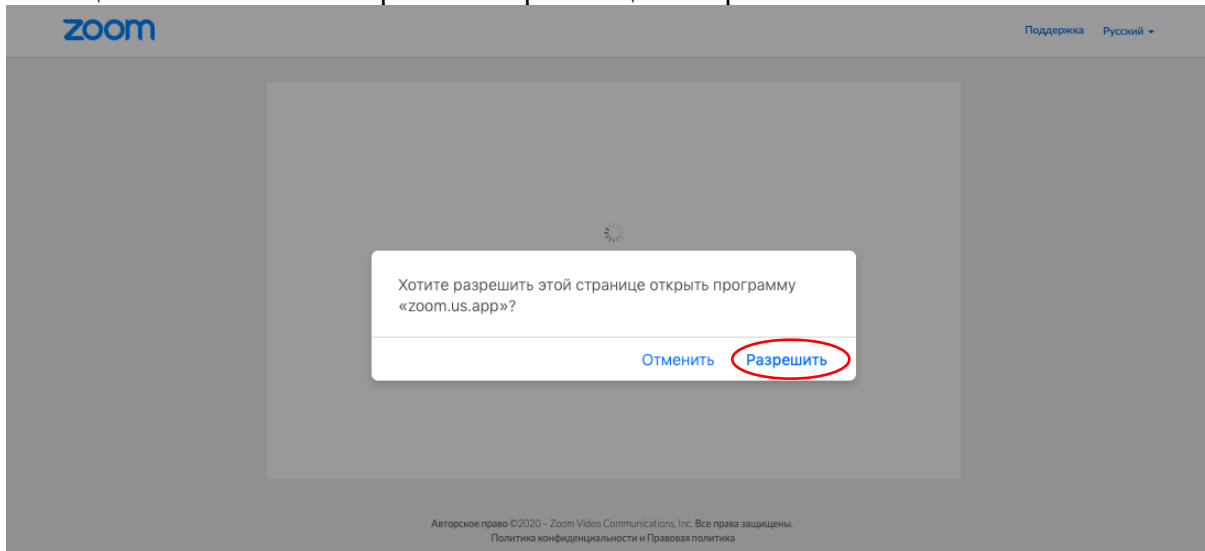 zoom
Поддержка Русский
Хотите разрешить этой странице открыть программу
«zoom.us.app»?
Отменить Разрешить
Авторское право ©2020 - Zoom Video Communications, Inc. Все права защищены.
Политика конфиденциальности и Правовая политика